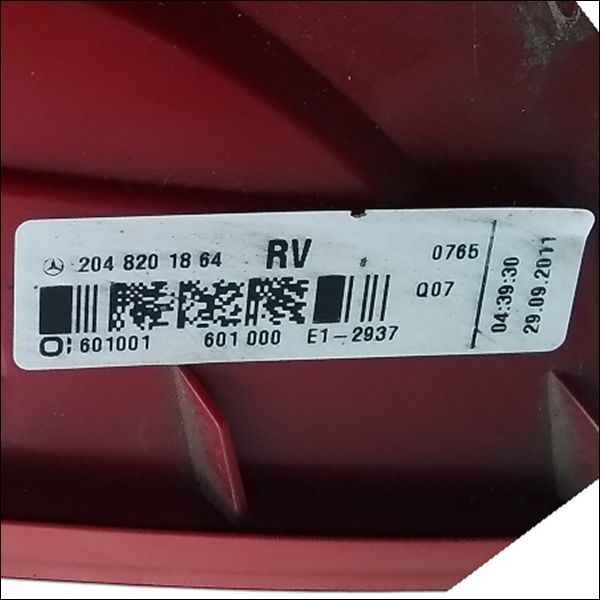 204 820 18 64 RV 0765
Q07
O; 601001 601 000 E1-2937
04:39:30
29.09.2011